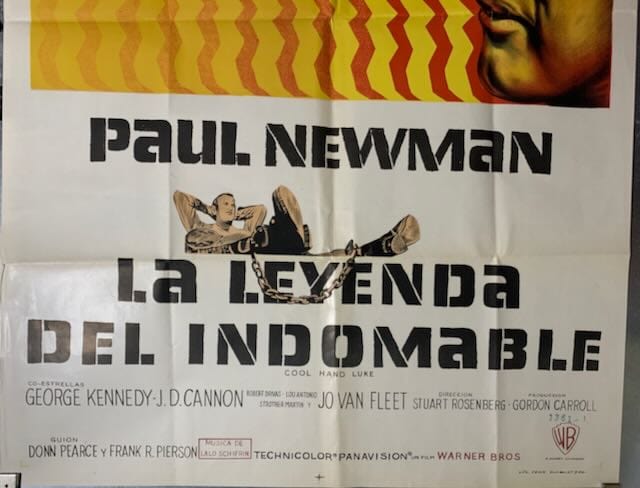 PAUL NEWMAN
LA LEYENDA
DEL INDOMABLE
COOL HAND LUKE
CO-ESTRELLAS
GEORGE KENNEDY · J.D. CANNON
ROBERT DRIVAS · LOU ANTONIO
STROTHER MARTIN Y
JO VAN FLEET
DIRECCION
STUART ROSENBERG ·
PRODUCCION
GORDON CARROLL
GUION
DONN PEARCE Y FRANK R. PIERSON
MUSICA DE
LALO SCHIFRIN
TECHNICOLOR® PANAVISION® UN FILM WARNER BROS
WB